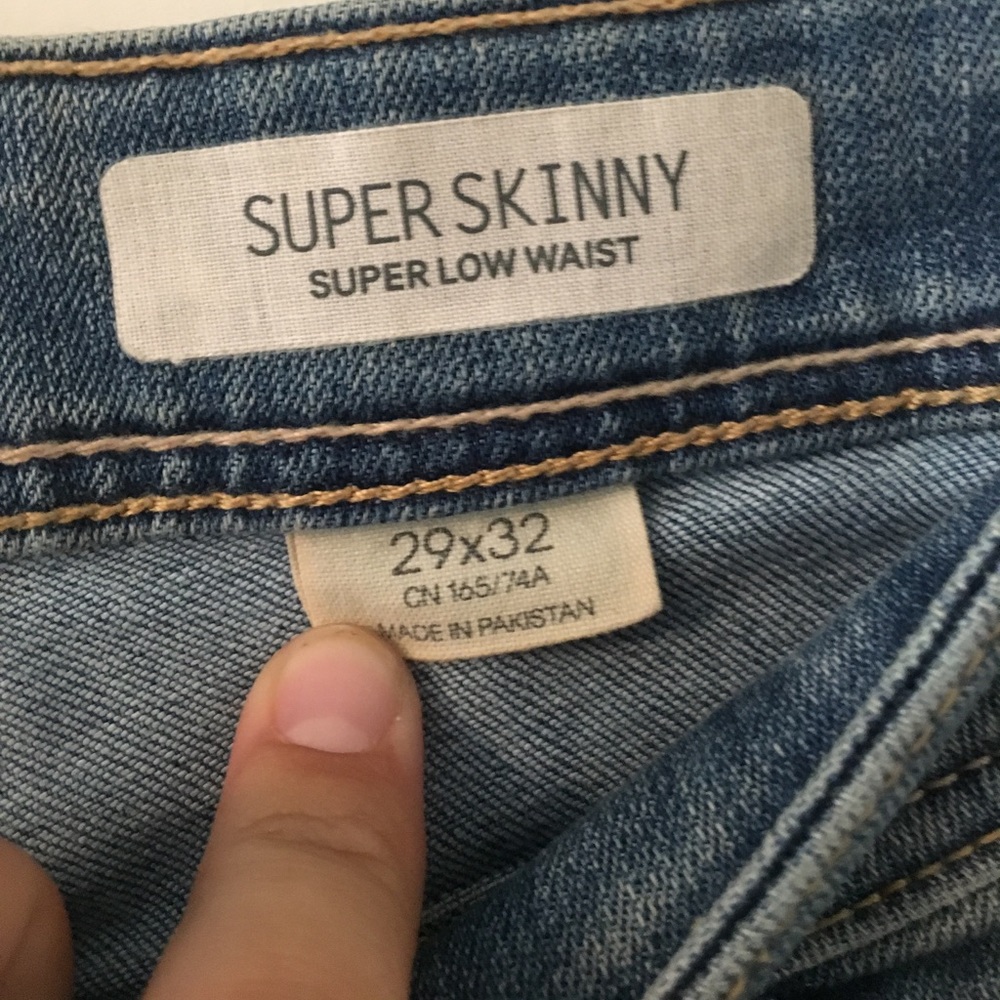 SUPER SKINNY
SUPER LOW WAIST
29x32
CN 165/74A
MADE IN PAKISTAN